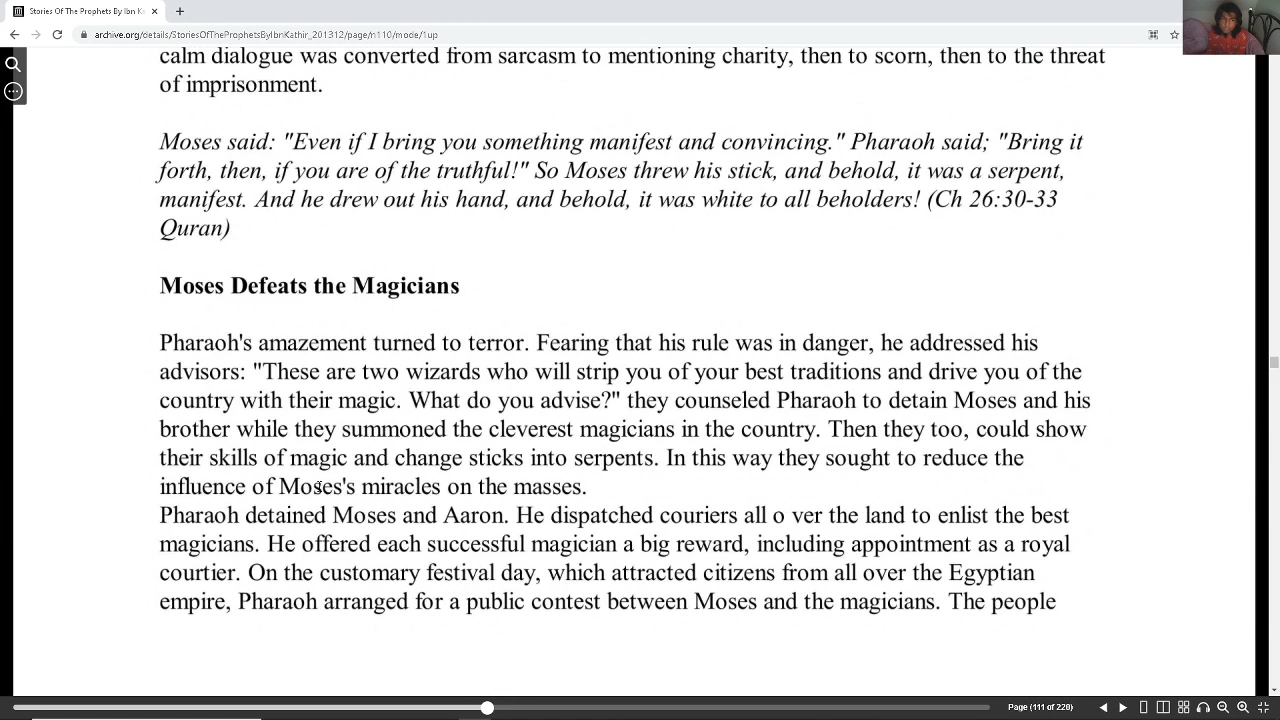 Stories Of The Prophets By Ibn Ka
archive.org/details/StoriesOfTheProphetsByIbnKathir_201312/page/n110/mode/1up
calm dialogue was converted from sarcasm to mentioning charity, then to scorn, then to the threat
of imprisonment.
Moses said: "Even if I bring you something manifest and convincing." Pharaoh said; "Bring it
forth, then, if you are of the truthful!" So Moses threw his stick, and behold, it was a serpent,
manifest. And he drew out his hand, and behold, it was white to all beholders! (Ch 26:30-33
Quran)
Moses Defeats the Magicians
Pharaoh's amazement turned to terror. Fearing that his rule was in danger, he addressed his
advisors: "These are two wizards who will strip you of your best traditions and drive you of the
country with their magic. What do you advise?" they counseled Pharaoh to detain Moses and his
brother while they summoned the cleverest magicians in the country. Then they too, could show
their skills of magic and change sticks into serpents. In this way they sought to reduce the
influence of Moses's miracles on the masses.
Pharaoh detained Moses and Aaron. He dispatched couriers all o ver the land to enlist the best
magicians. He offered each successful magician a big reward, including appointment as a royal
courtier. On the customary festival day, which attracted citizens from all over the Egyptian
empire, Pharaoh arranged for a public contest between Moses and the magicians. The people
Page (111 of 220)